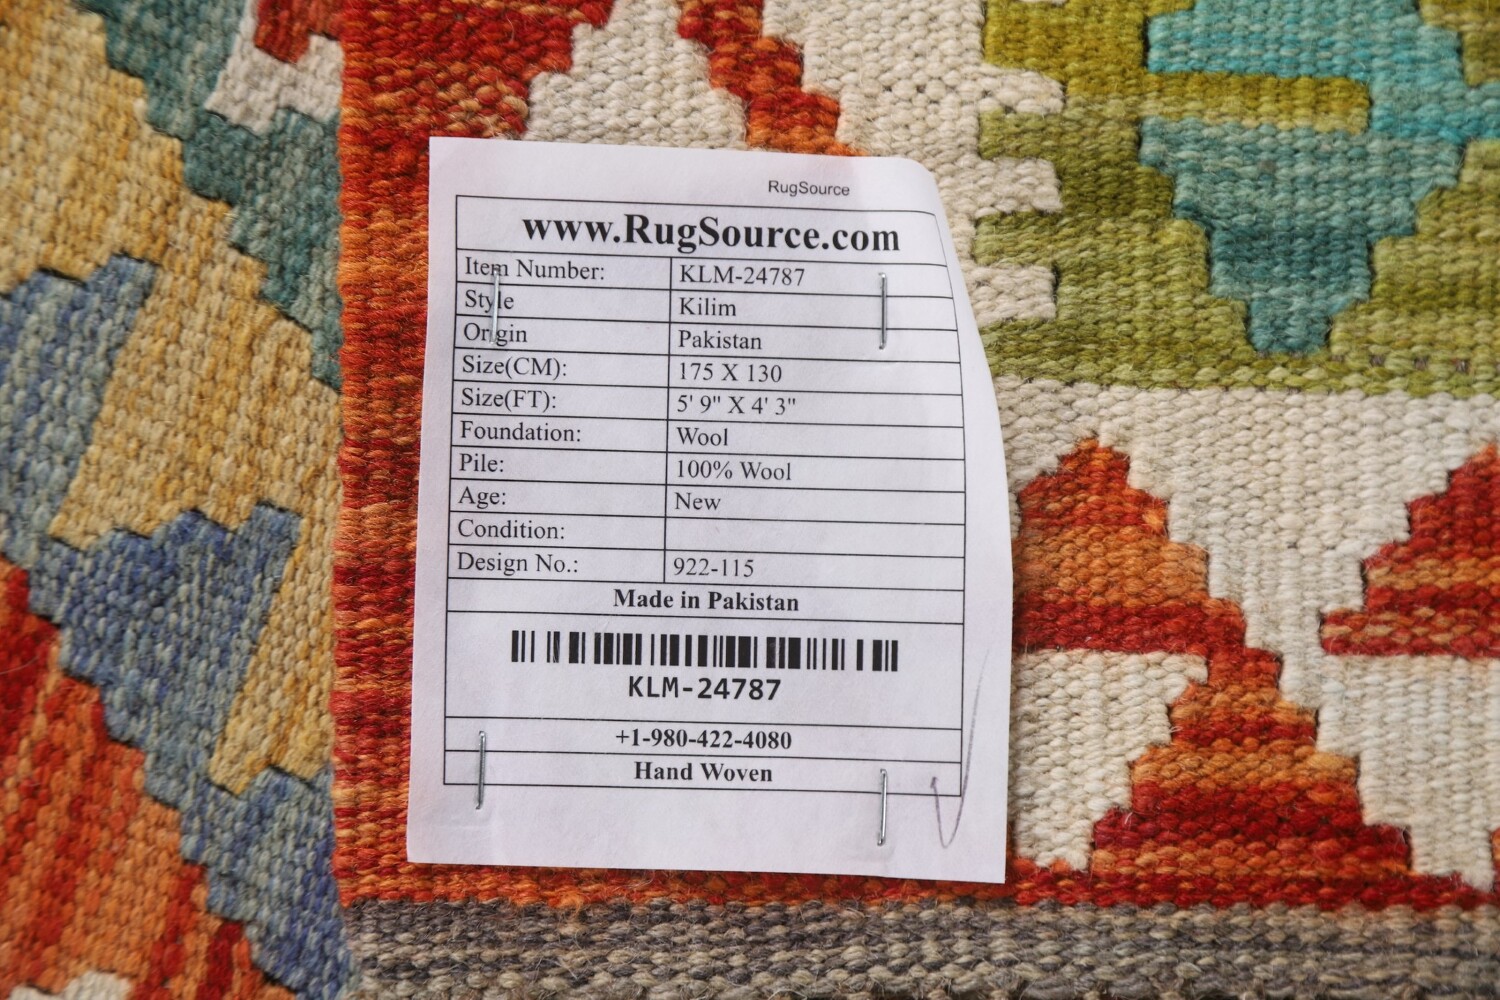 RugSource
www.RugSource.com
Item Number: KLM-24787
Style Kilim
Origin Pakistan
Size(CM): 175 X 130
Size(FT): 5' 9" X 4' 3"
Foundation: Wool
Pile: 100% Wool
Age: New
Condition:
Design No.: 922-115
Made in Pakistan
KLM-24787
+1-980-422-4080
Hand Woven